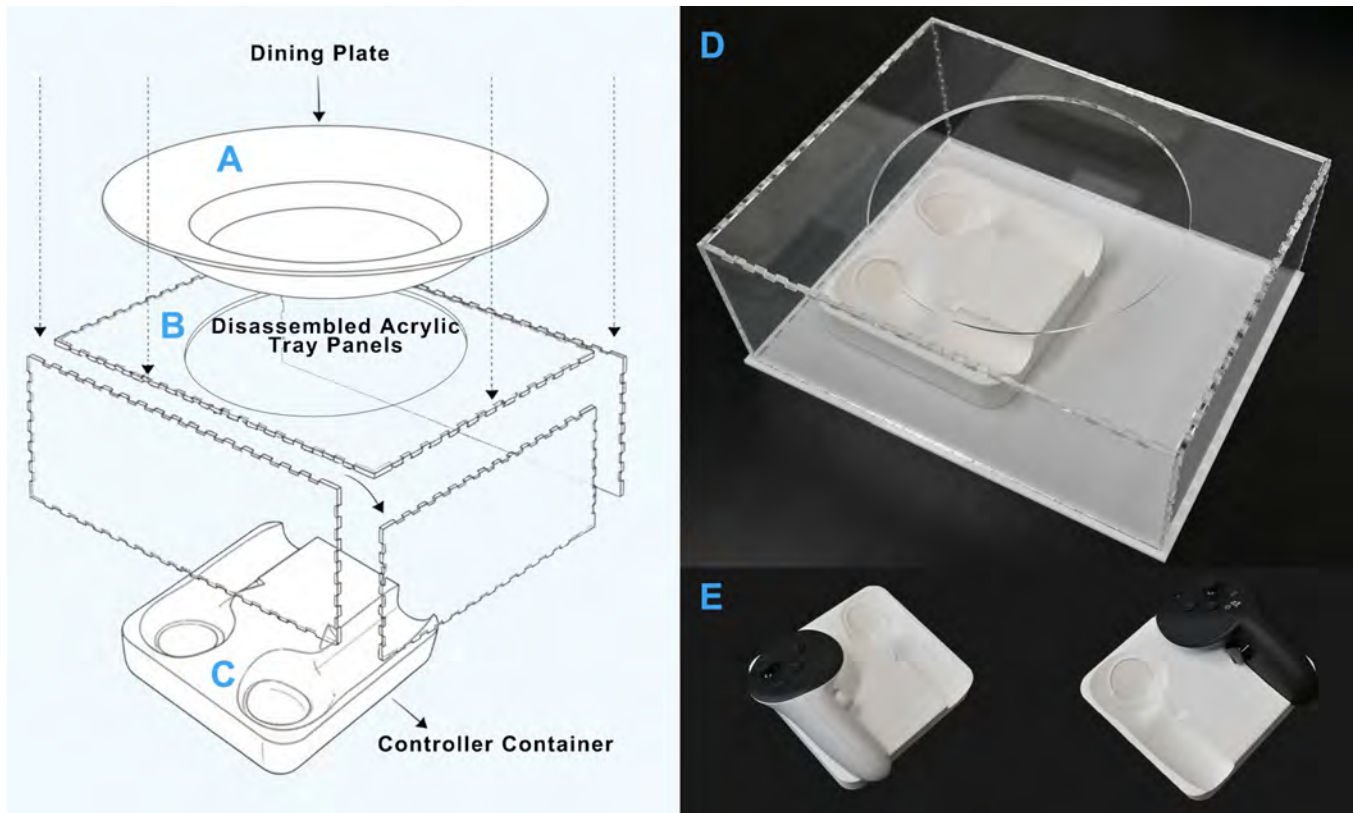 Dining Plate
A
B
Disassembled Acrylic
Tray Panels
C
Controller Container
D
E